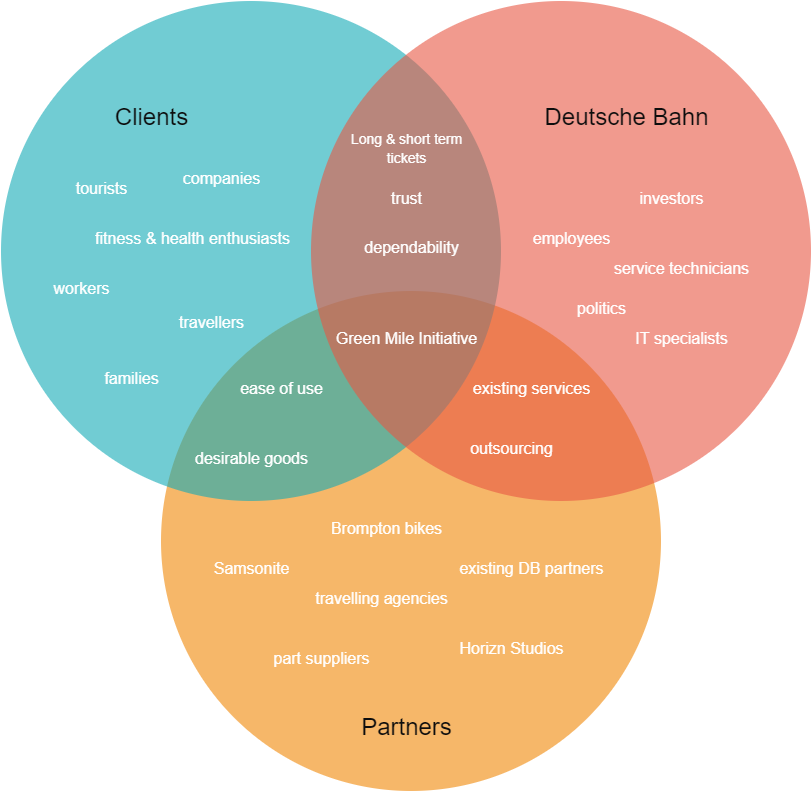 Clients
Deutsche Bahn
Long & short term
tickets
companies
tourists
trust
investors
fitness & health enthusiasts
dependability
employees
service technicians
workers
politics
travellers
Green Mile Initiative
IT specialists
families
ease of use
existing services
desirable goods
outsourcing
Brompton bikes
Samsonite
existing DB partners
travelling agencies
part suppliers
Horizn Studios
Partners